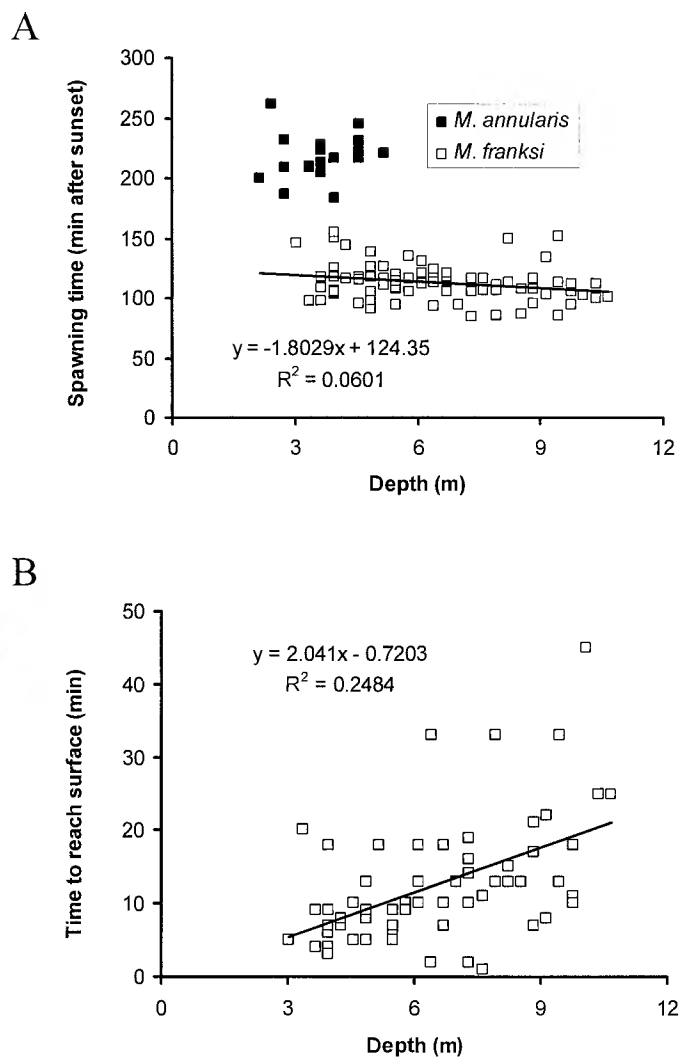 A
Spawning time (min after sunset)
300
250
200
150
100
50
0
M. annularis
M. franksi
y = -1.8029x + 124.35
R² = 0.0601
0 3 6 9 12
Depth (m)
B
Time to reach surface (min)
50
40
30
20
10
0
y = 2.041x - 0.7203
R² = 0.2484
0 3 6 9 12
Depth (m)